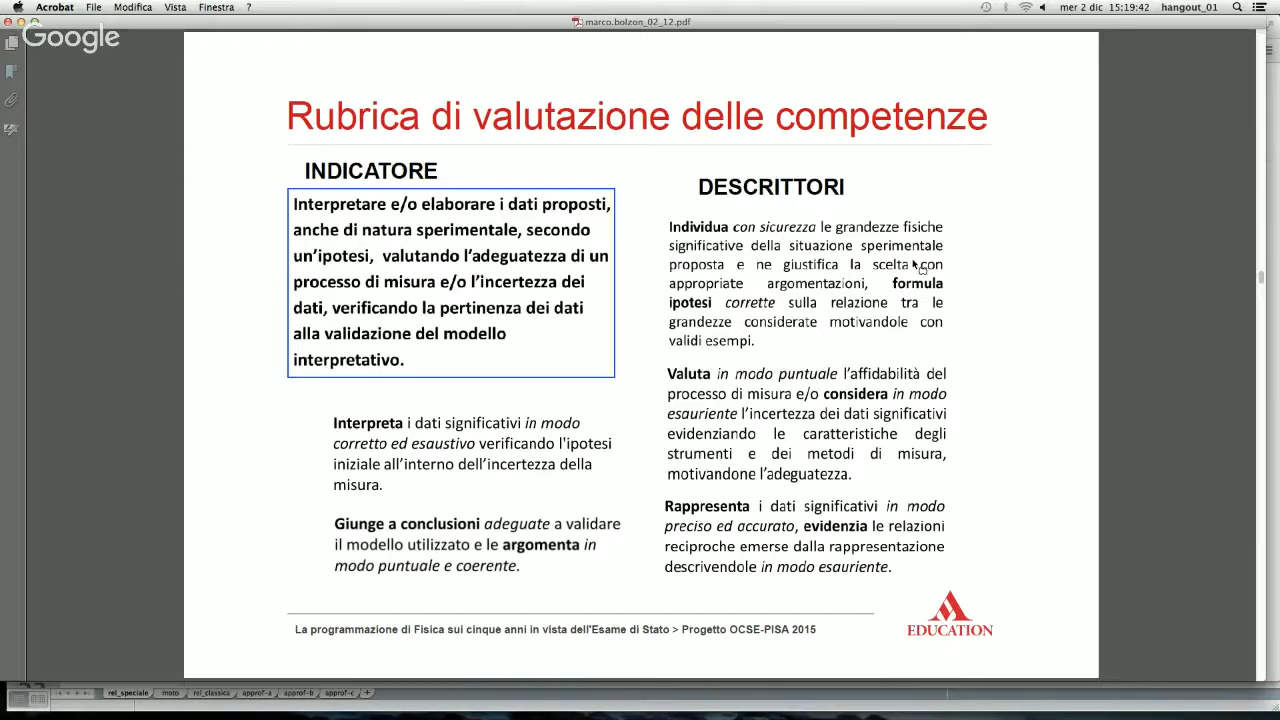 Acrobat File Modifica Vista Finestra ?
mer 2 dic 15:19:42 hangout_01
marco.bolzon_02_12.pdf
Google
Rubrica di valutazione delle competenze
INDICATORE
Interpretare e/o elaborare i dati proposti,
anche di natura sperimentale, secondo
un’ipotesi, valutando l’adeguatezza di un
processo di misura e/o l’incertezza dei
dati, verificando la pertinenza dei dati
alla validazione del modello
interpretativo.
Interpreta i dati significativi in modo
corretto ed esaustivo verificando l'ipotesi
iniziale all’interno dell’incertezza della
misura.
Giunge a conclusioni adeguate a validare
il modello utilizzato e le argomenta in
modo puntuale e coerente.
DESCRITTORI
Individua con sicurezza le grandezze fisiche
significative della situazione sperimentale
proposta e ne giustifica la scelta con
appropriate argomentazioni, formula
ipotesi corrette sulla relazione tra le
grandezze considerate motivandole con
validi esempi.
Valuta in modo puntuale l’affidabilità del
processo di misura e/o considera in modo
esauriente l’incertezza dei dati significativi
evidenziando le caratteristiche degli
strumenti e dei metodi di misura,
motivandone l’adeguatezza.
Rappresenta i dati significativi in modo
preciso ed accurato, evidenzia le relazioni
reciproche emerse dalla rappresentazione
descrivendole in modo esauriente.
La programmazione di Fisica sui cinque anni in vista dell'Esame di Stato > Progetto OCSE-PISA 2015
EDUCATION
rel_speciale moto rel_classica approf-a approf-b approf-c +